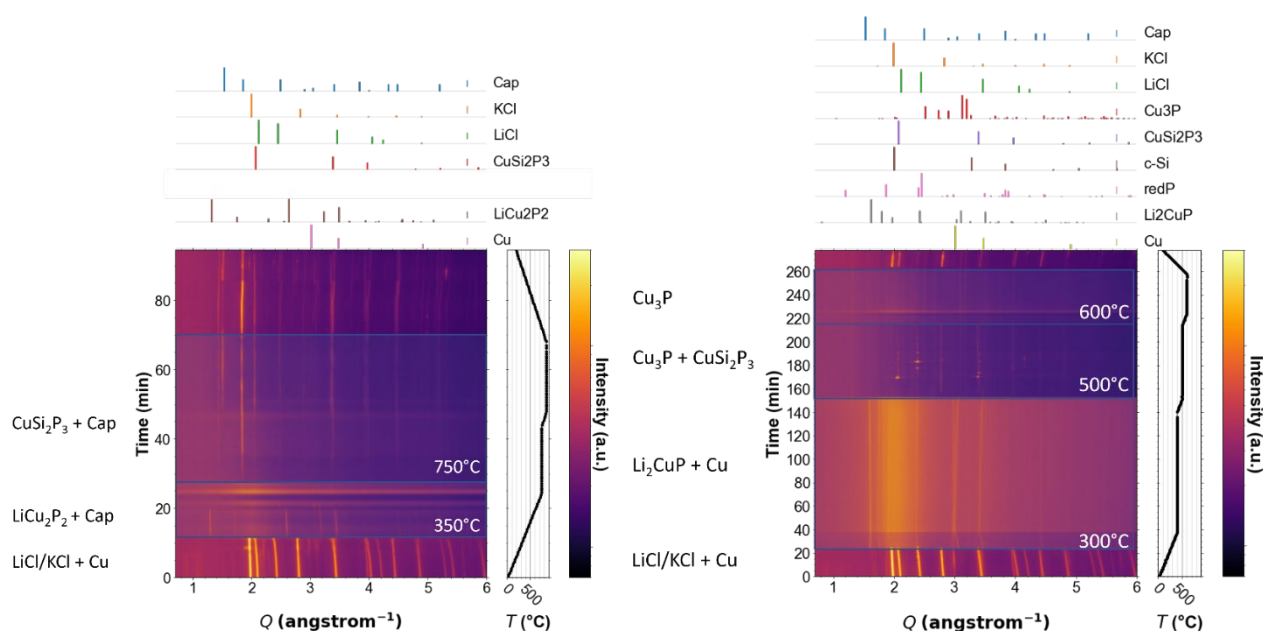 Cap
KCl
LiCl
CuSi2P3
LiCu2P2
Cu
80
60
40
20
0
Time (min)
750°C
350°C
CuSi₂P₃ + Cap
LiCu₂P₂ + Cap
LiCl/KCl + Cu
1 2 3 4 5 6
Q (angstrom⁻¹)
0 500
T (°C)
Intensity (a.u.)
Cap
KCl
LiCl
Cu3P
CuSi2P3
c-Si
redP
Li2CuP
Cu
260
240
220
200
180
160
140
120
100
80
60
40
20
0
Time (min)
600°C
500°C
300°C
Cu₃P
Cu₃P + CuSi₂P₃
Li₂CuP + Cu
LiCl/KCl + Cu
1 2 3 4 5 6
Q (angstrom⁻¹)
0 500
T (°C)
Intensity (a.u.)